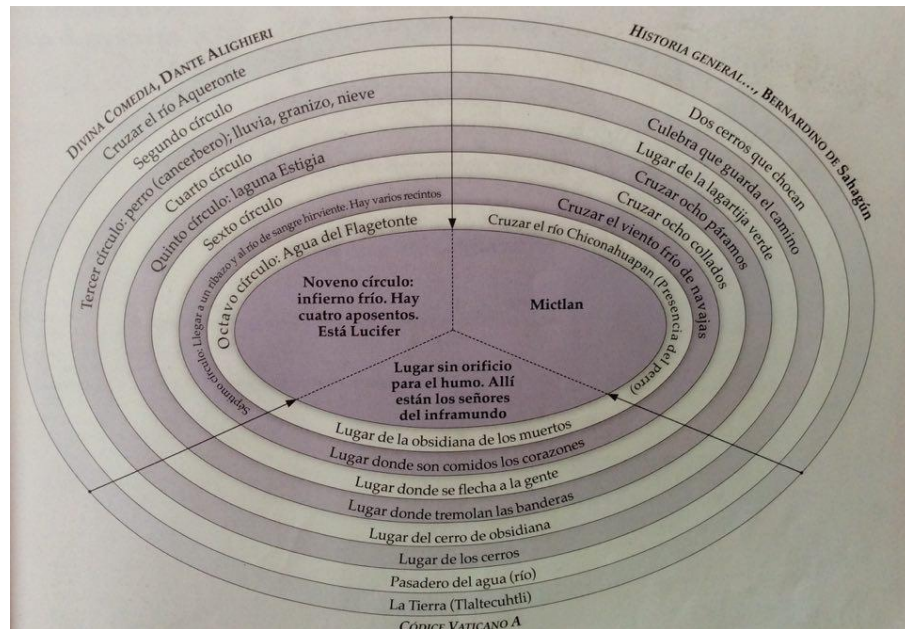 DIVINA COMEDIA, DANTE ALIGHIERI
Cruzar el río Aqueronte
Segundo círculo
Tercer círculo: perro (cancerbero); lluvia, granizo, nieve
Cuarto círculo
Quinto círculo: laguna Estigia
Sexto círculo
Séptimo círculo: Llegar a un ribazo y al río de sangre hirviente. Hay varios recintos
Octavo círculo: Agua del Flagetonte
Noveno círculo:
infierno frío. Hay
cuatro aposentos.
Está Lucifer
HISTORIA GENERAL..., BERNARDINO DE SAHAGÚN
Dos cerros que chocan
Culebra que guarda el camino
Lugar de la lagartija verde
Cruzar ocho páramos
Cruzar ocho collados
Cruzar el viento frío de navajas
Cruzar el río Chiconahuapan (Presencia del perro)
Mictlan
Lugar sin orificio
para el humo. Allí
están los señores
del inframundo
Lugar de la obsidiana de los muertos
Lugar donde son comidos los corazones
Lugar donde se flecha a la gente
Lugar donde tremolan las banderas
Lugar del cerro de obsidiana
Lugar de los cerros
Pasadero del agua (río)
La Tierra (Tlaltecuhtli)
CÓDICE VATICANO A